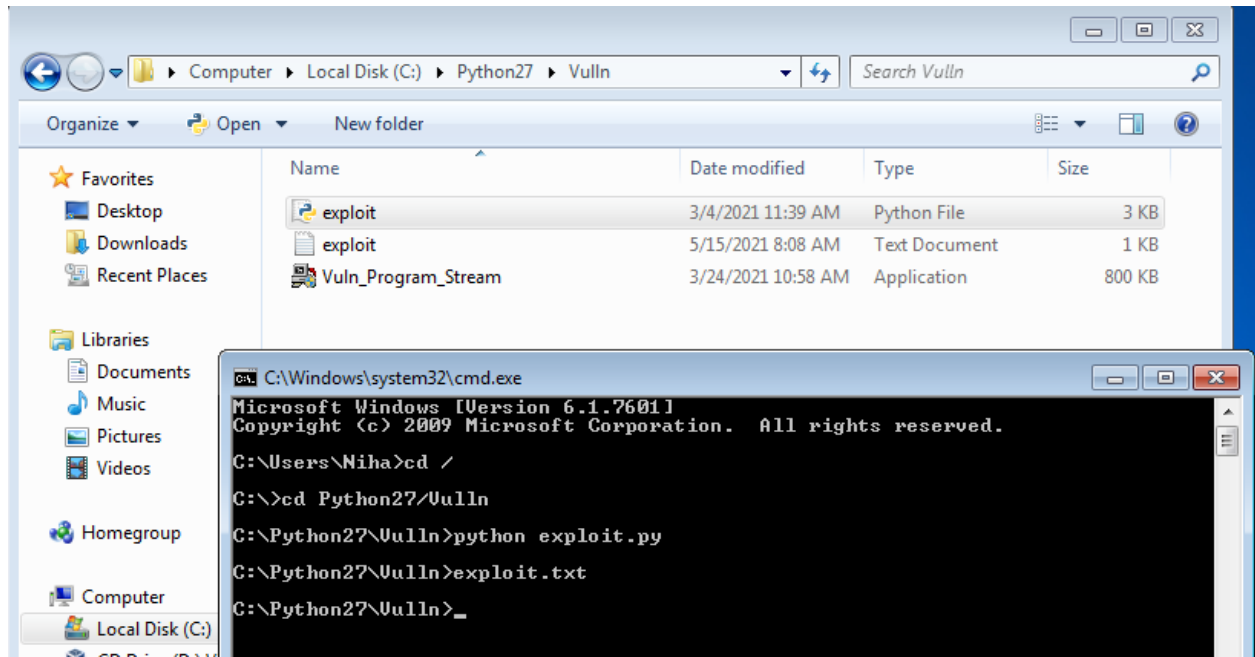 Computer ▸ Local Disk (C:) ▸ Python27 ▸ Vulln
Search Vulln
Organize Open New folder
Name Date modified Type Size
exploit 3/4/2021 11:39 AM Python File 3 KB
exploit 5/15/2021 8:08 AM Text Document 1 KB
Vuln_Program_Stream 3/24/2021 10:58 AM Application 800 KB
Favorites
Desktop
Downloads
Recent Places
Libraries
Documents
Music
Pictures
Videos
Homegroup
Computer
Local Disk (C:)
C:\Windows\system32\cmd.exe
Microsoft Windows [Version 6.1.7601]
Copyright (c) 2009 Microsoft Corporation.  All rights reserved.
C:\Users\Niha>cd /
C:\>cd Python27/Vulln
C:\Python27\Vulln>python exploit.py
C:\Python27\Vulln>exploit.txt
C:\Python27\Vulln>_